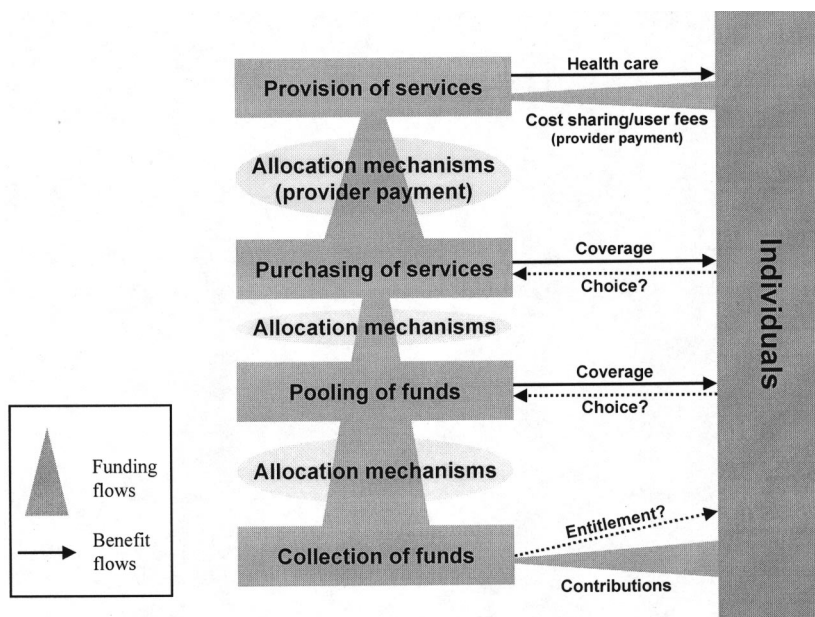 Provision of services
Health care
Cost sharing/user fees
(provider payment)
Allocation mechanisms
(provider payment)
Purchasing of services
Coverage
Choice?
Allocation mechanisms
Pooling of funds
Coverage
Choice?
Individuals
Allocation mechanisms
Funding
flows
Benefit
flows
Collection of funds
Entitlement?
Contributions